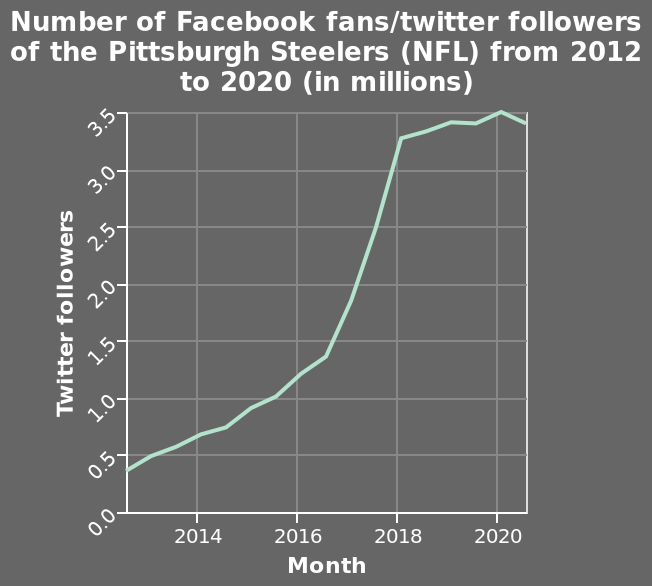 Number of Facebook fans/twitter followers
of the Pittsburgh Steelers (NFL) from 2012
to 2020 (in millions)
Twitter followers
3.5
3.0
2.5
2.0
1.5
1.0
0.5
0.0
2014 2016 2018 2020
Month